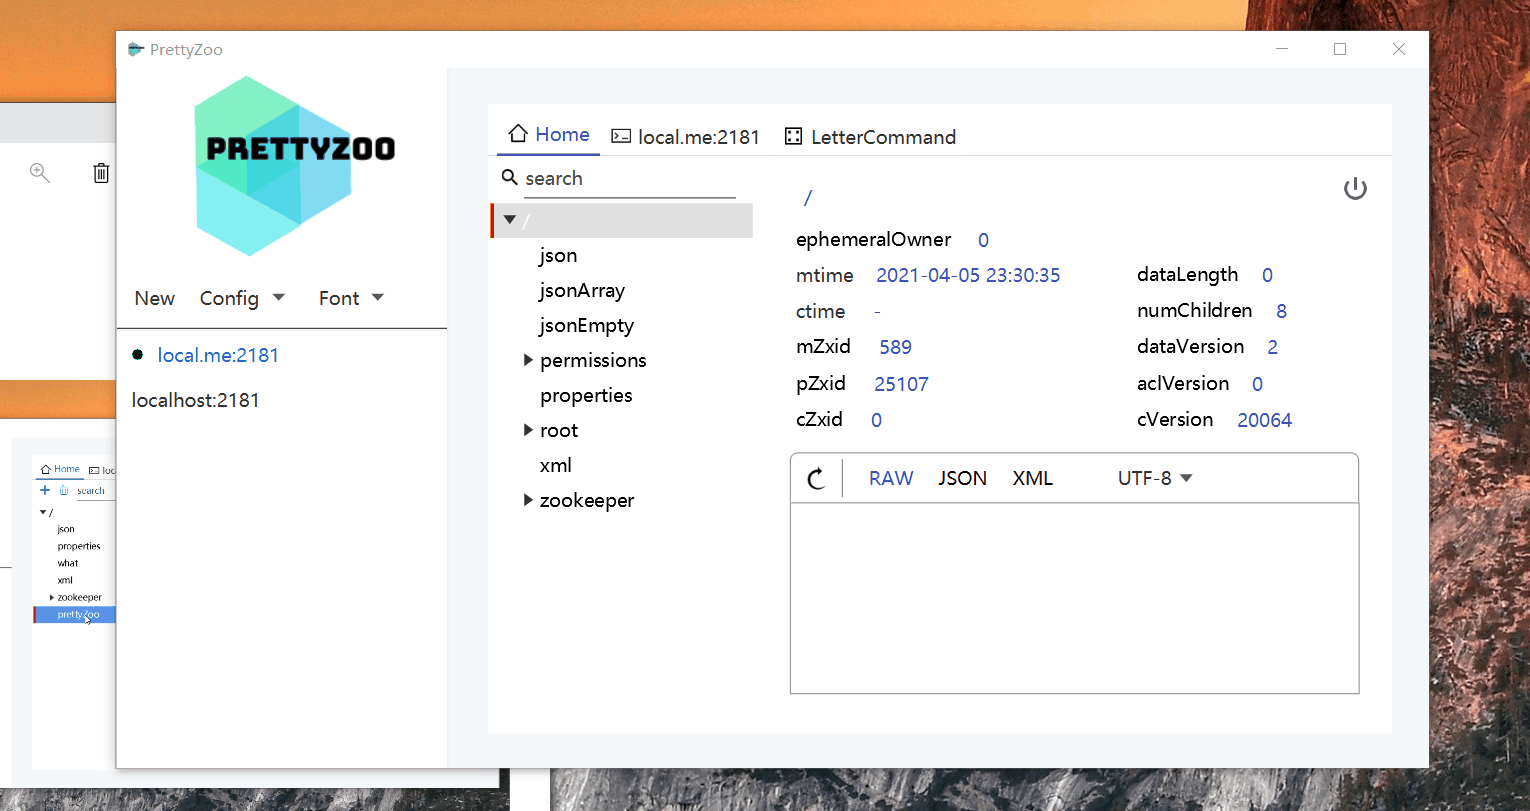 PrettyZoo
PRETTYZOO
New Config Font
local.me:2181
localhost:2181
Home local.me:2181 LetterCommand
search
/
json
jsonArray
jsonEmpty
permissions
properties
root
xml
zookeeper
/
ephemeralOwner 0
mtime 2021-04-05 23:30:35 dataLength 0
ctime - numChildren 8
mZxid 589 dataVersion 2
pZxid 25107 aclVersion 0
cZxid 0 cVersion 20064
RAW JSON XML UTF-8
Home loc
search
/
json
properties
what
xml
zookeeper
prettyZoo